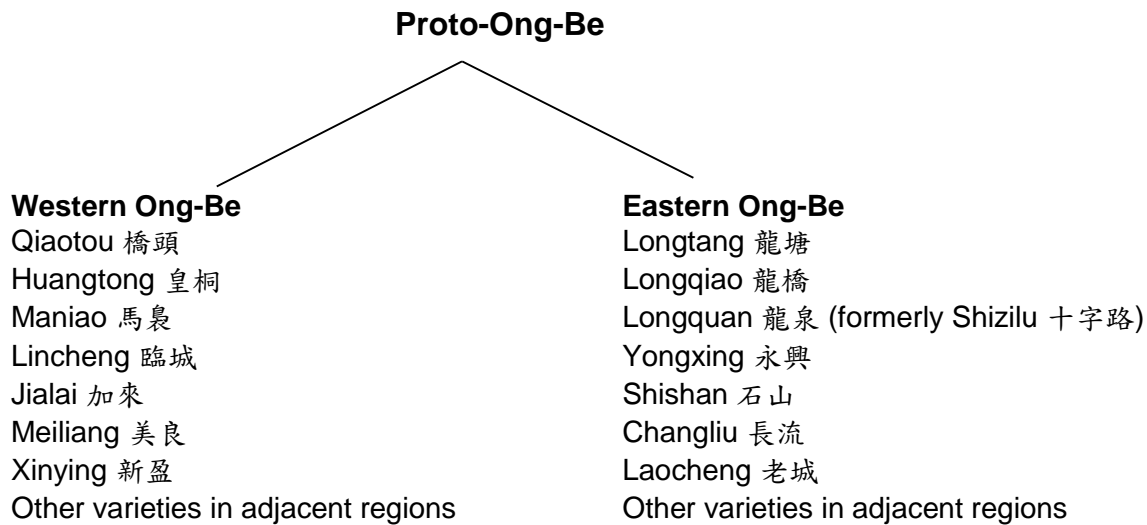 Proto-Ong-Be
Western Ong-Be
Qiaotou 橋頭
Huangtong 皇桐
Maniao 馬裊
Lincheng 臨城
Jialai 加來
Meiliang 美良
Xinying 新盈
Other varieties in adjacent regions
Eastern Ong-Be
Longtang 龍塘
Longqiao 龍橋
Longquan 龍泉 (formerly Shizilu 十字路)
Yongxing 永興
Shishan 石山
Changliu 長流
Laocheng 老城
Other varieties in adjacent regions